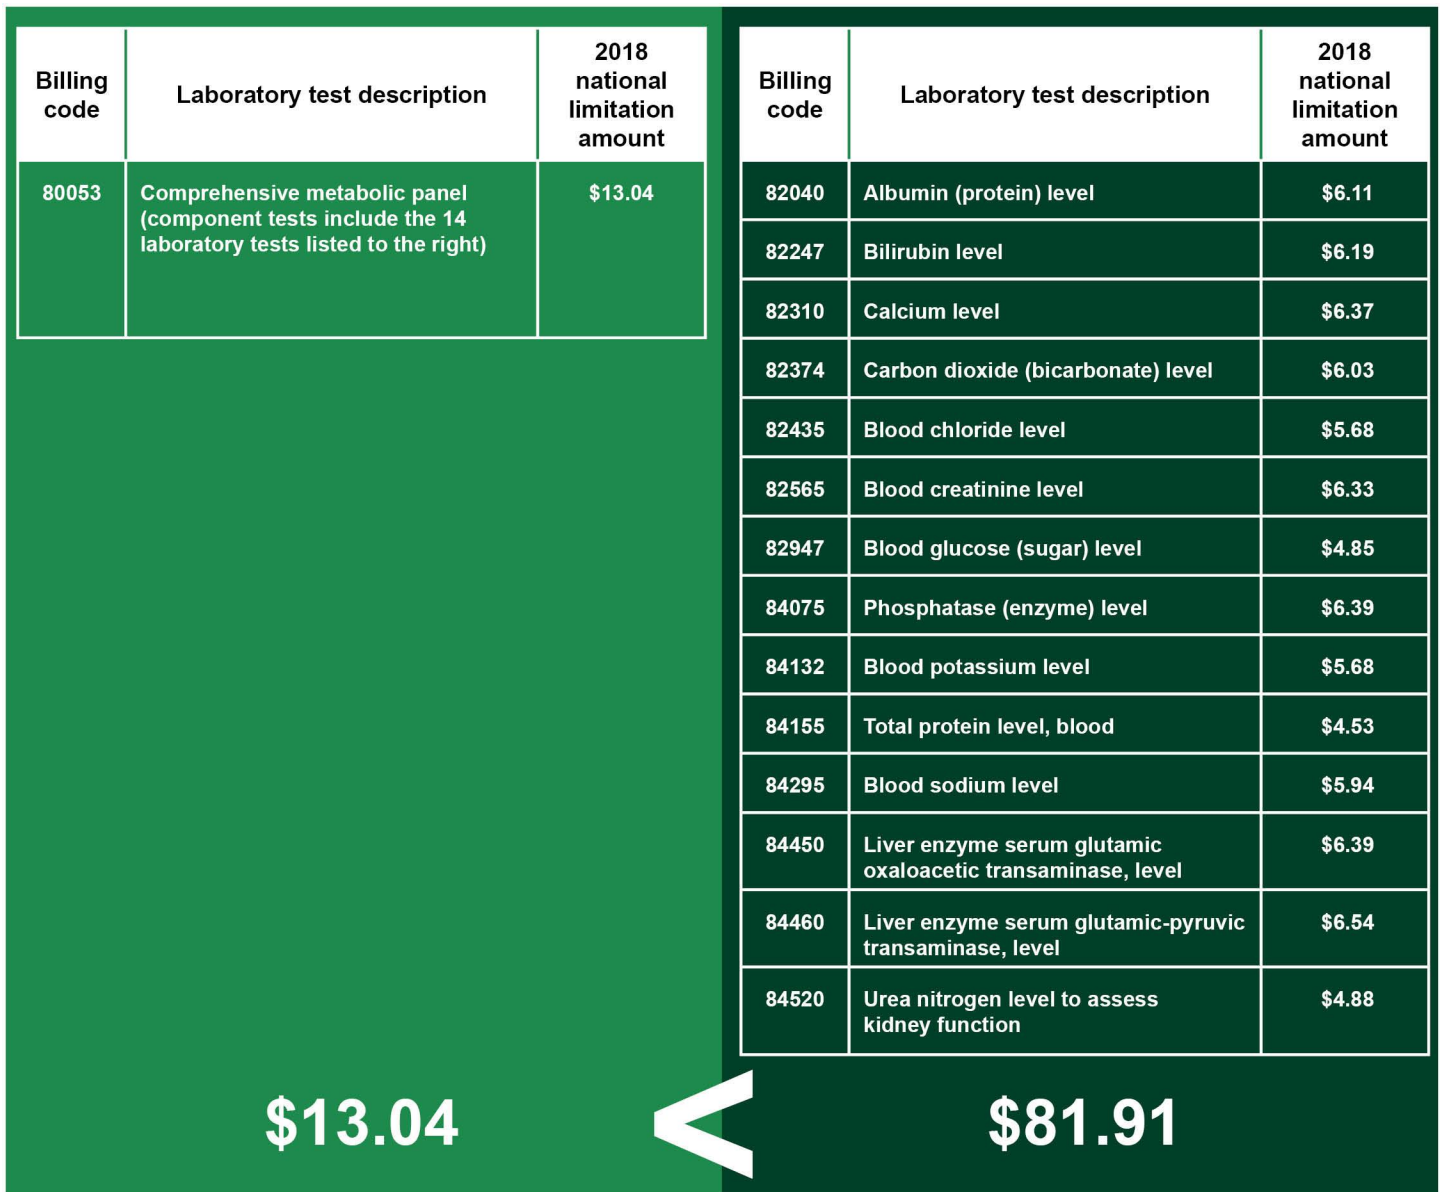 Billing
code
Laboratory test description
2018
national
limitation
amount
80053
Comprehensive metabolic panel
(component tests include the 14
laboratory tests listed to the right)
$13.04
$13.04
<
Billing
code
Laboratory test description
2018
national
limitation
amount
82040 Albumin (protein) level $6.11
82247 Bilirubin level $6.19
82310 Calcium level $6.37
82374 Carbon dioxide (bicarbonate) level $6.03
82435 Blood chloride level $5.68
82565 Blood creatinine level $6.33
82947 Blood glucose (sugar) level $4.85
84075 Phosphatase (enzyme) level $6.39
84132 Blood potassium level $5.68
84155 Total protein level, blood $4.53
84295 Blood sodium level $5.94
84450 Liver enzyme serum glutamic $6.39
oxaloacetic transaminase, level
84460 Liver enzyme serum glutamic-pyruvic $6.54
transaminase, level
84520 Urea nitrogen level to assess $4.88
kidney function
$81.91